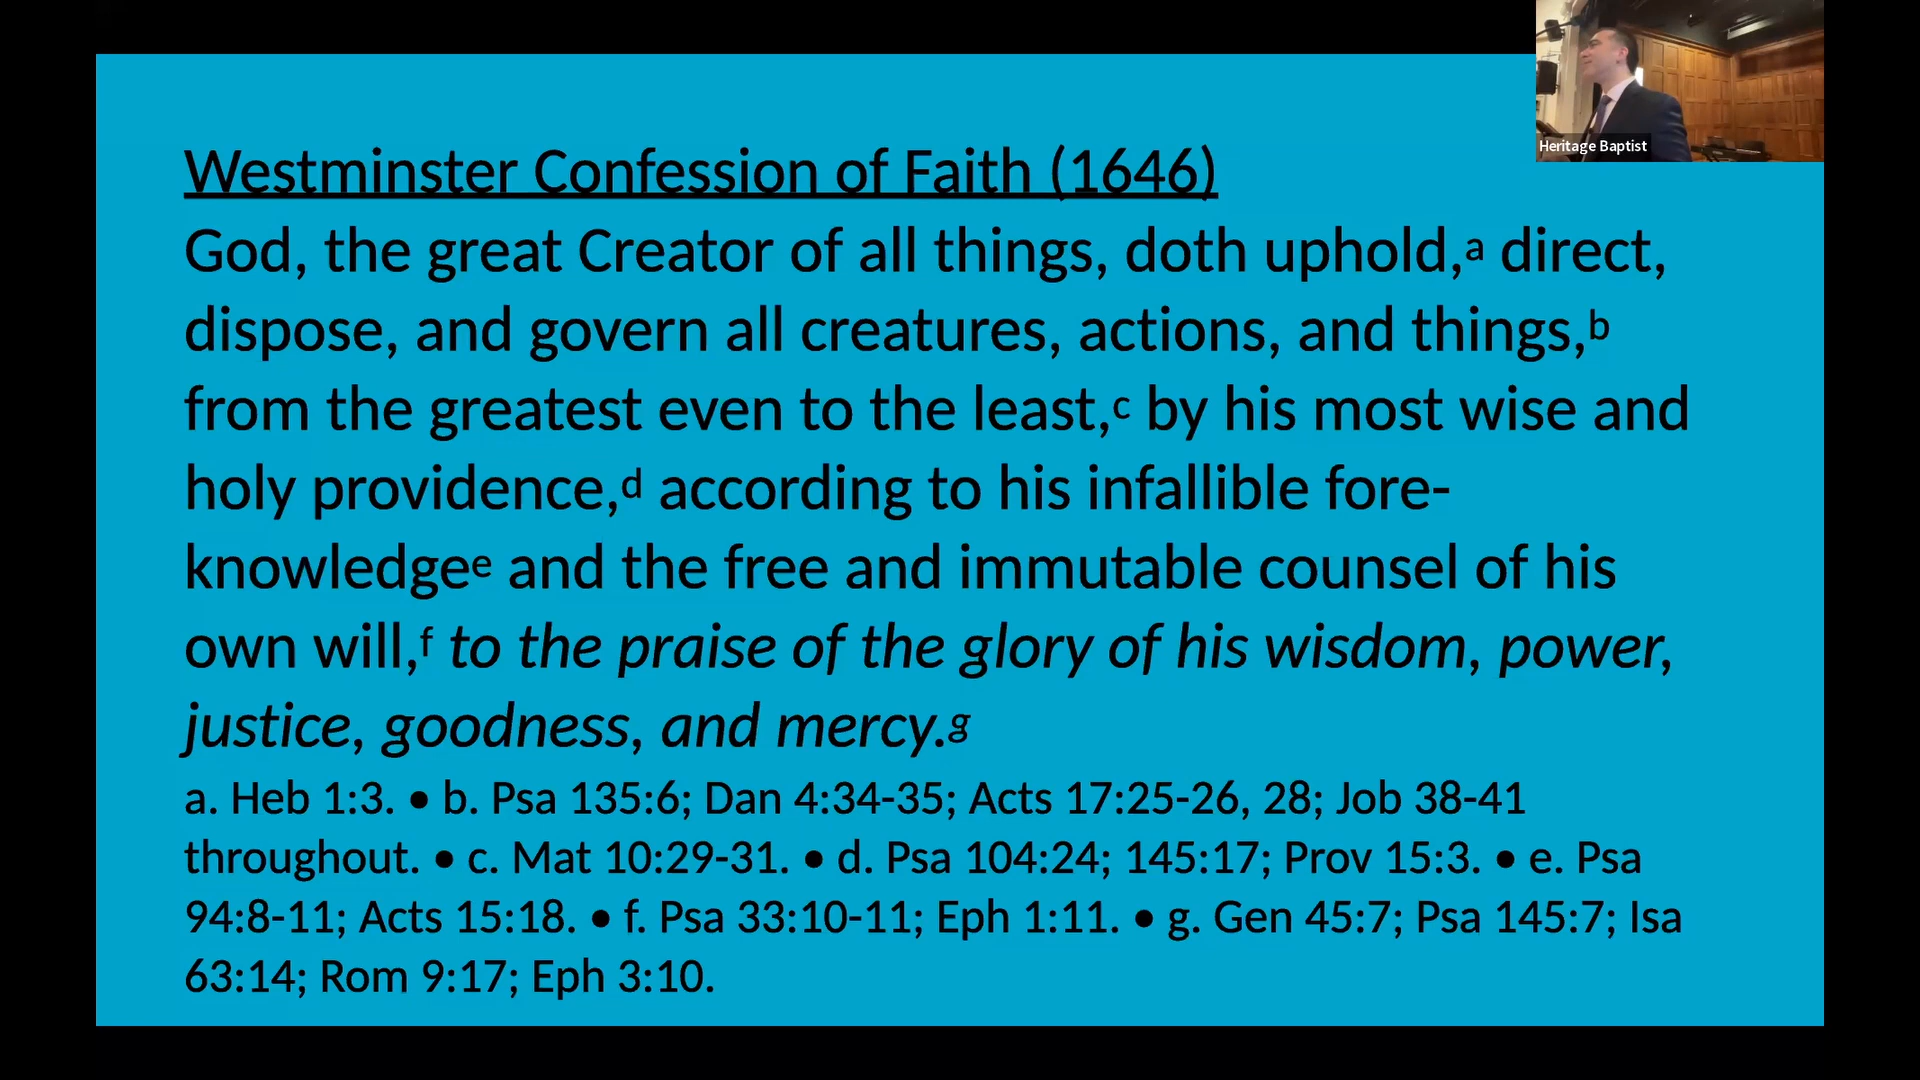 Westminster Confession of Faith (1646)
God, the great Creator of all things, doth uphold,a direct,
dispose, and govern all creatures, actions, and things,b
from the greatest even to the least,c by his most wise and
holy providence,d according to his infallible fore-
knowledgee and the free and immutable counsel of his
own will,f to the praise of the glory of his wisdom, power,
justice, goodness, and mercy.g
a. Heb 1:3. • b. Psa 135:6; Dan 4:34-35; Acts 17:25-26, 28; Job 38-41
throughout. • c. Mat 10:29-31. • d. Psa 104:24; 145:17; Prov 15:3. • e. Psa
94:8-11; Acts 15:18. • f. Psa 33:10-11; Eph 1:11. • g. Gen 45:7; Psa 145:7; Isa
63:14; Rom 9:17; Eph 3:10.
Heritage Baptist